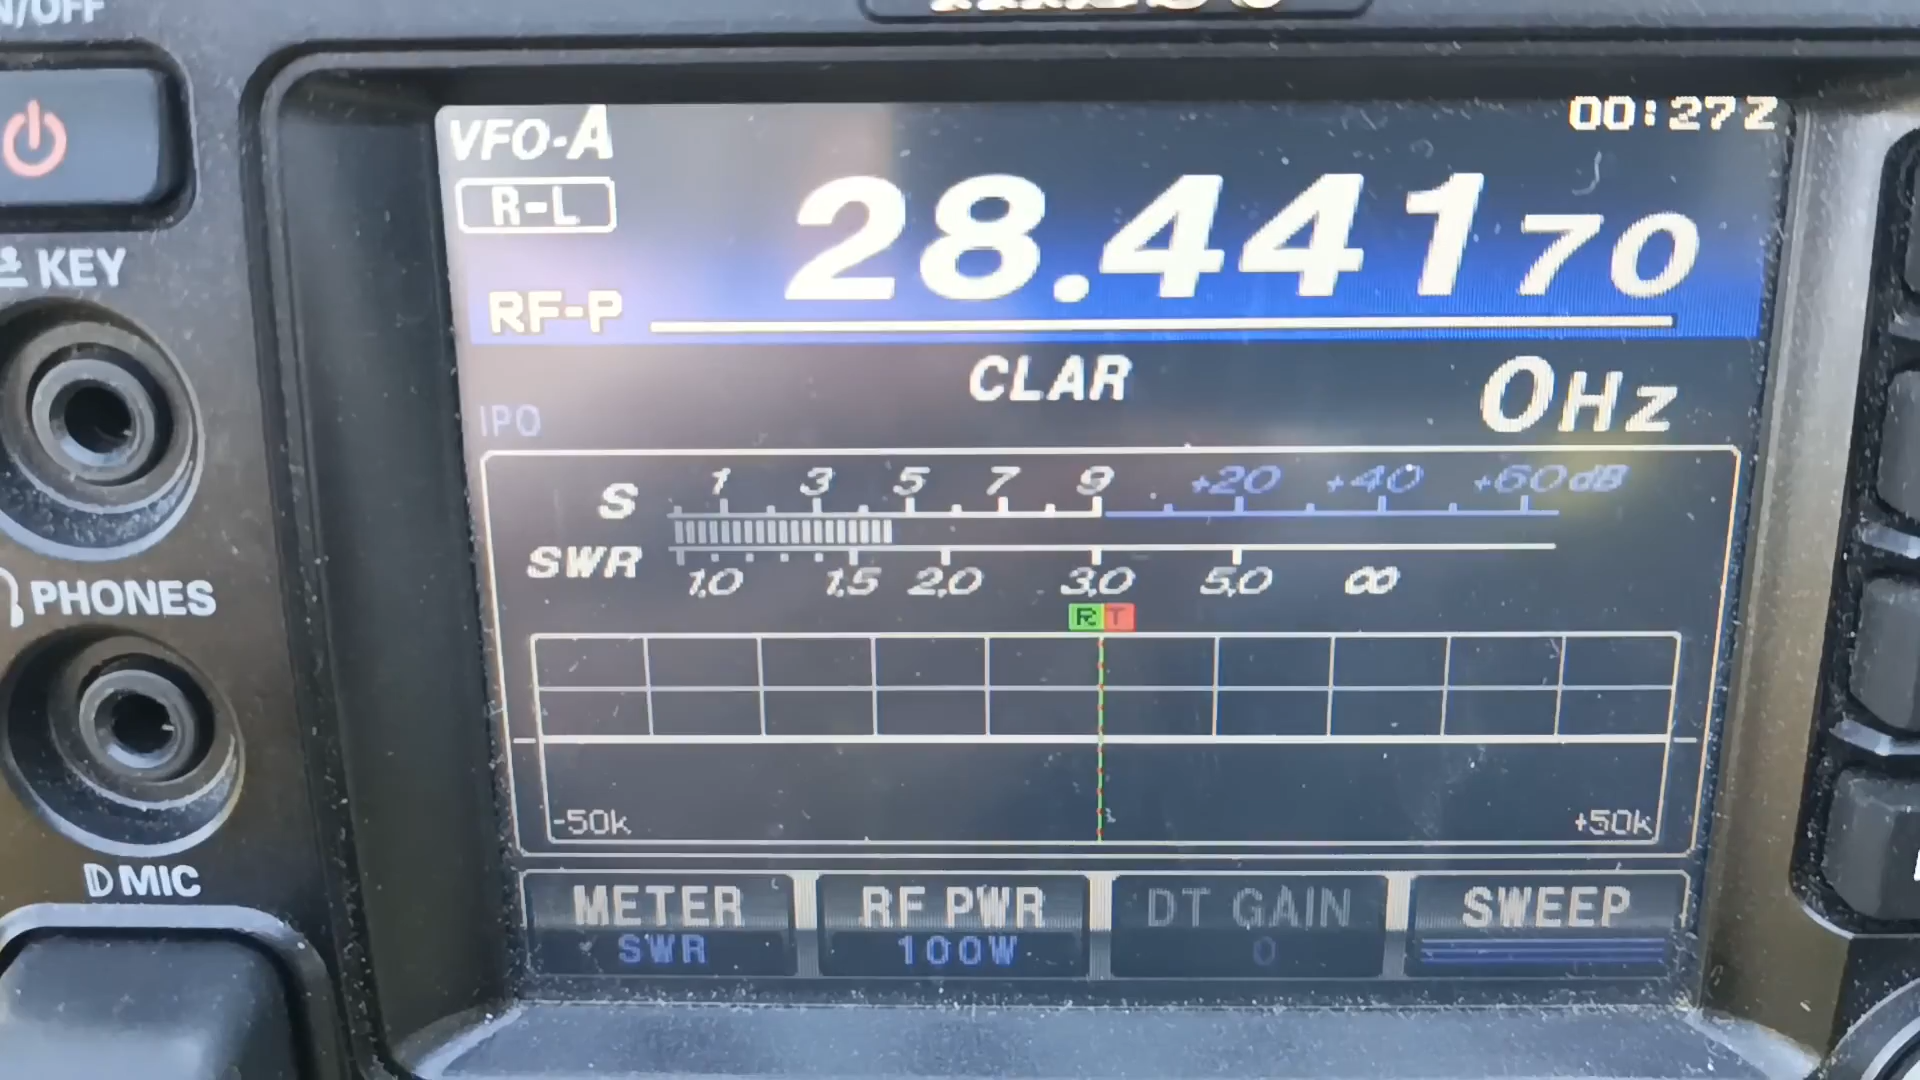 N/OFF
00:27Z
VFO-A
28.44170
R-L
RF-P
KEY
CLAR
0Hz
IPO
S 1 3 5 7 9 +20 +40 +60dB
SWR 1.0 1.5 2.0 3.0 5.0 ∞
PHONES
R T
-50k +50k
MIC
METER RF PWR DT GAIN SWEEP
SWR 100W 0